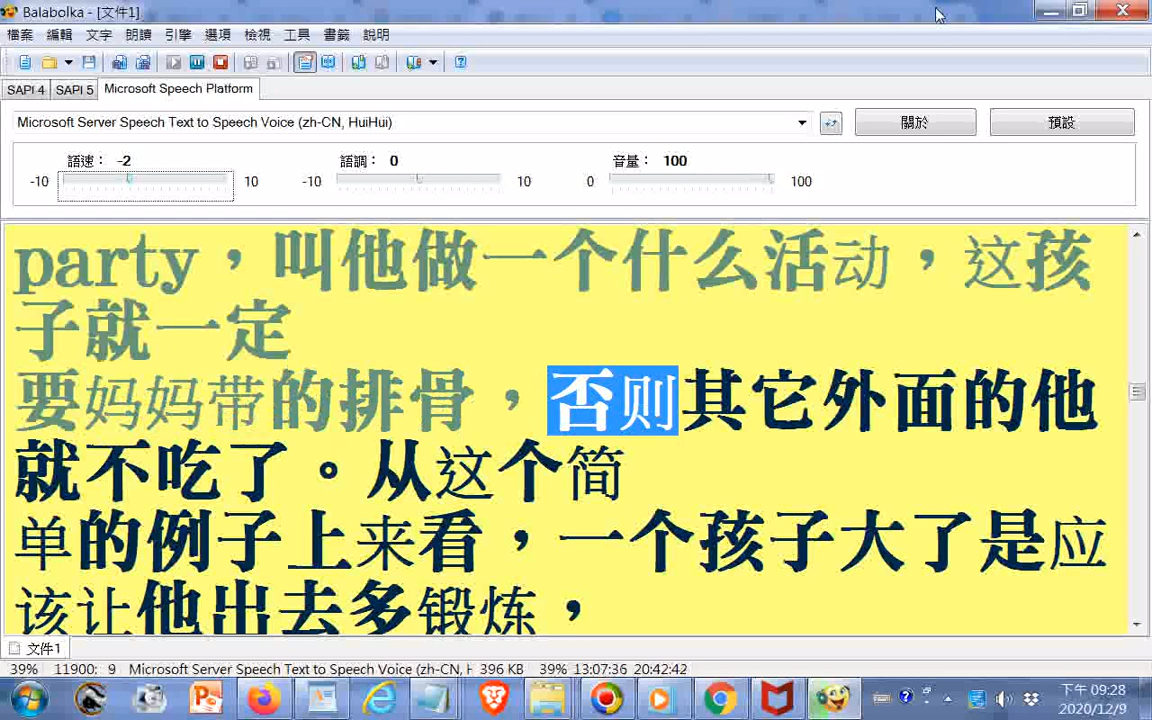 Balabolka - [文件1]
檔案 編輯 文字 朗讀 引擎 選項 檢視 工具 書籤 說明
SAPI 4 SAPI 5 Microsoft Speech Platform
Microsoft Server Speech Text to Speech Voice (zh-CN, HuiHui) 關於 預設
語速： -2 語調： 0 音量： 100
-10 10 -10 10 0 100
party，叫他做一个什么活动，这孩
子就一定
要妈妈带的排骨，否则其它外面的他
就不吃了。从这个简
单的例子上来看，一个孩子大了是应
该让他出去多锻炼，
文件1
39% 11900: 9 Microsoft Server Speech Text to Speech Voice (zh-CN, H 396 KB 39% 13:07:36 20:42:42
下午 09:28
2020/12/9